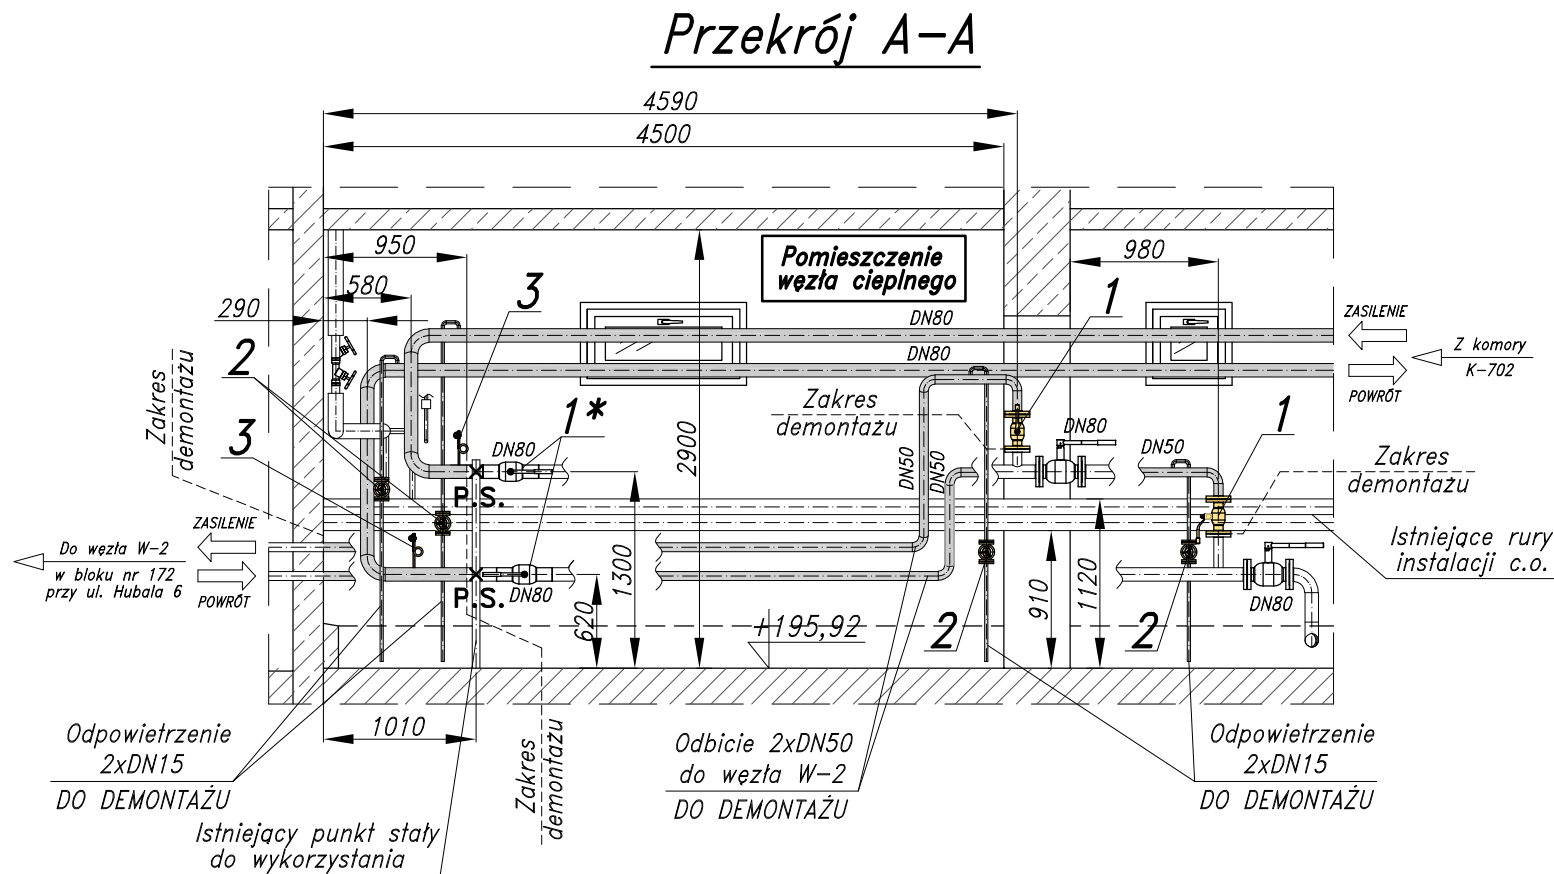 Przekrój A-A
4590
4500
950
580
290
3
Pomieszczenie
węzła cieplnego
980
1
DN80
DN80
ZASILENIE
POWRÓT
Z komory
K-702
Zakres
demontażu
2
3
1*
DN80
P.S.
2900
Zakres
demontażu
DN50
DN50
DN80
DN50
1
Zakres
demontażu
ZASILENIE
Do węzła W-2
w bloku nr 172
przy ul. Hubala 6
POWRÓT
P.S.
DN80
620
1300
+195,92
2
910
1120
2
DN80
Istniejące rury
instalacji c.o.
1010
Zakres
demontażu
Odpowietrzenie
2xDN15
DO DEMONTAŻU
Istniejący punkt stały
do wykorzystania
Odbicie 2xDN50
do węzła W-2
DO DEMONTAŻU
Odpowietrzenie
2xDN15
DO DEMONTAŻU